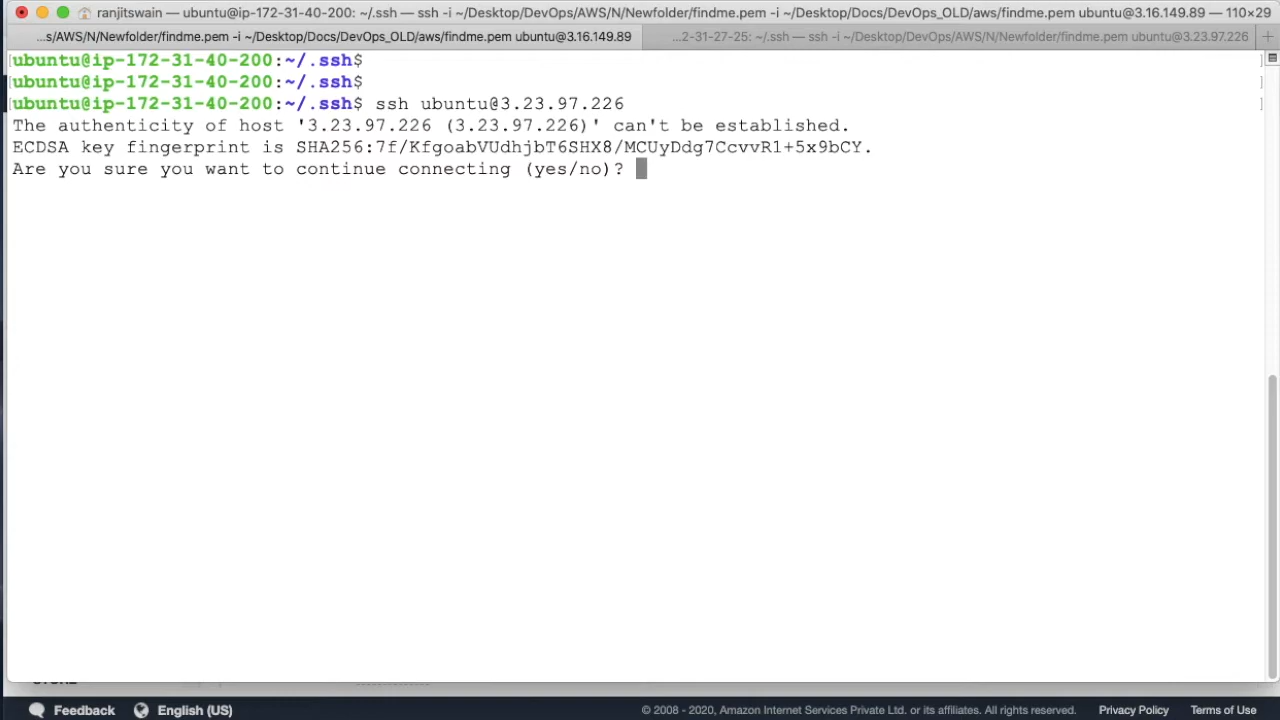 ranjitswain — ubuntu@ip-172-31-40-200: ~/.ssh — ssh -i ~/Desktop/DevOps/AWS/N/Newfolder/findme.pem -i ~/Desktop/Docs/DevOps_OLD/aws/findme.pem ubuntu@3.16.149.89 — 110×29
...s/AWS/N/Newfolder/findme.pem -i ~/Desktop/Docs/DevOps_OLD/aws/findme.pem ubuntu@3.16.149.89 ...2-31-27-25: ~/.ssh — ssh -i ~/Desktop/DevOps/AWS/N/Newfolder/findme.pem ubuntu@3.23.97.226 +
[ubuntu@ip-172-31-40-200:~/.ssh$ ]
[ubuntu@ip-172-31-40-200:~/.ssh$ ]
[ubuntu@ip-172-31-40-200:~/.ssh$ ssh ubuntu@3.23.97.226 ]
The authenticity of host '3.23.97.226 (3.23.97.226)' can't be established.
ECDSA key fingerprint is SHA256:7f/KfgoabVUdhjbT6SHX8/MCUyDdg7CcvvR1+5x9bCY.
Are you sure you want to continue connecting (yes/no)?
Feedback English (US) © 2008 - 2020, Amazon Internet Services Private Ltd. or its affiliates. All rights reserved. Privacy Policy Terms of Use